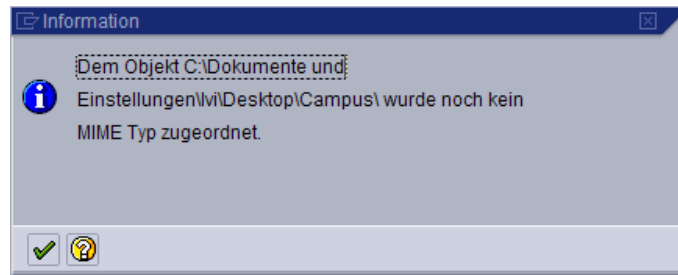 Information
Dem Objekt C:\Dokumente und
Einstellungen\lvi\Desktop\Campus\ wurde noch kein
MIME Typ zugeordnet.